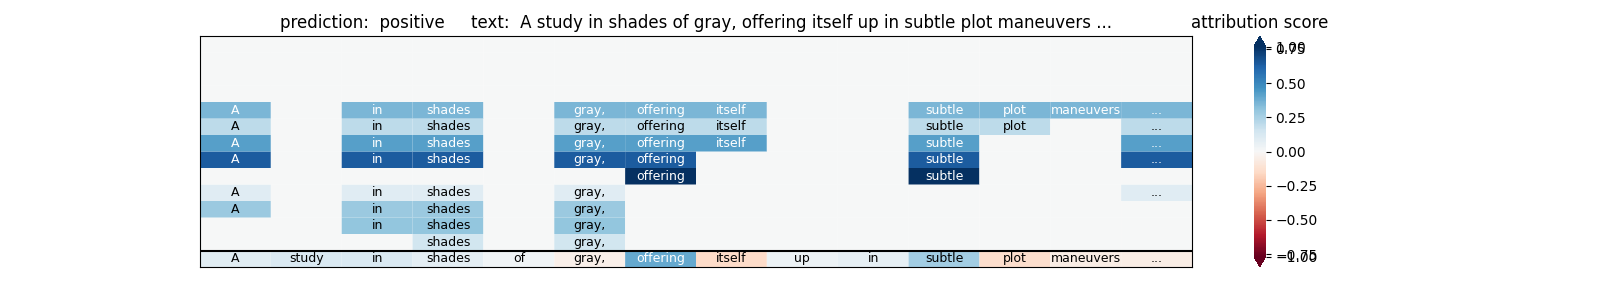 prediction:  positive     text:  A study in shades of gray, offering itself up in subtle plot maneuvers ... attribution score
A in shades gray, offering itself subtle plot maneuvers ...
A in shades gray, offering itself subtle plot ...
A in shades gray, offering itself subtle ...
A in shades gray, offering subtle ...
offering subtle
A in shades gray, ...
A in shades gray,
in shades gray,
shades gray,
A study in shades of gray, offering itself up in subtle plot maneuvers ...
1.00
0.75
0.50
0.25
0.00
−0.25
−0.50
−0.75
−1.00